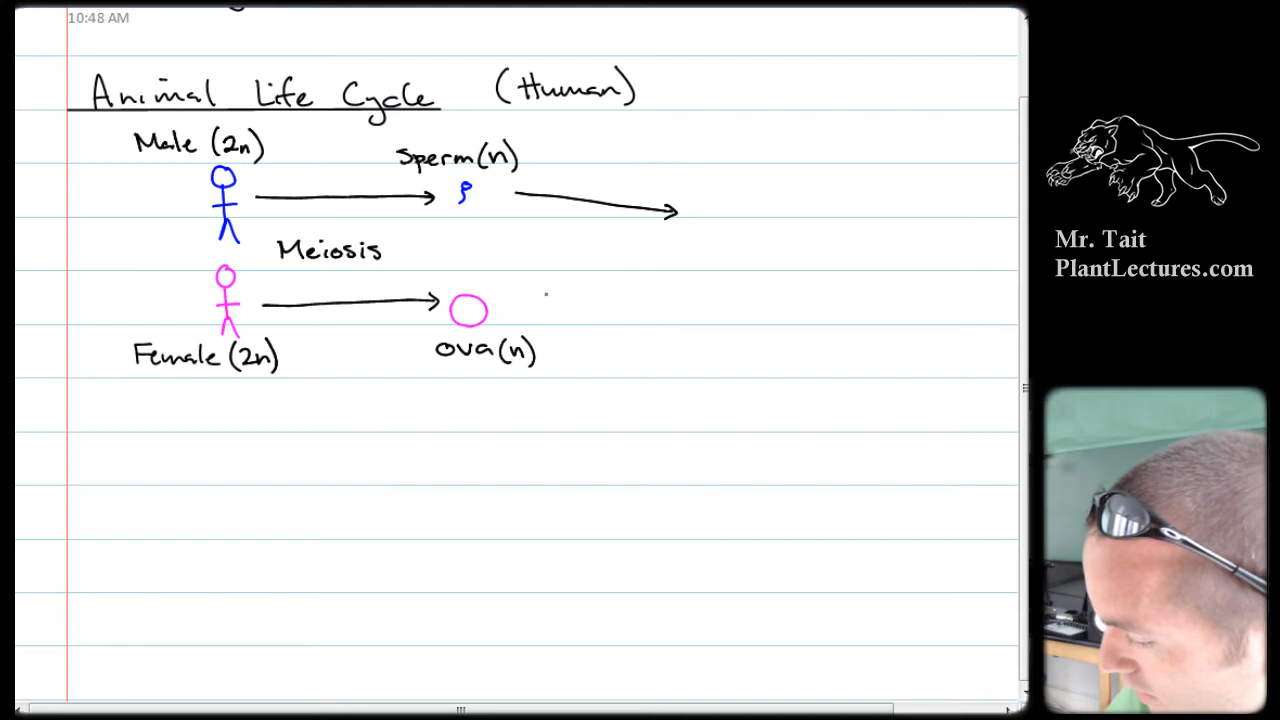 10:48 AM
Animal Life Cycle (Human)
Male (2n)
Sperm(n)
Meiosis
Female (2n)
ova(n)
Mr. Tait
PlantLectures.com